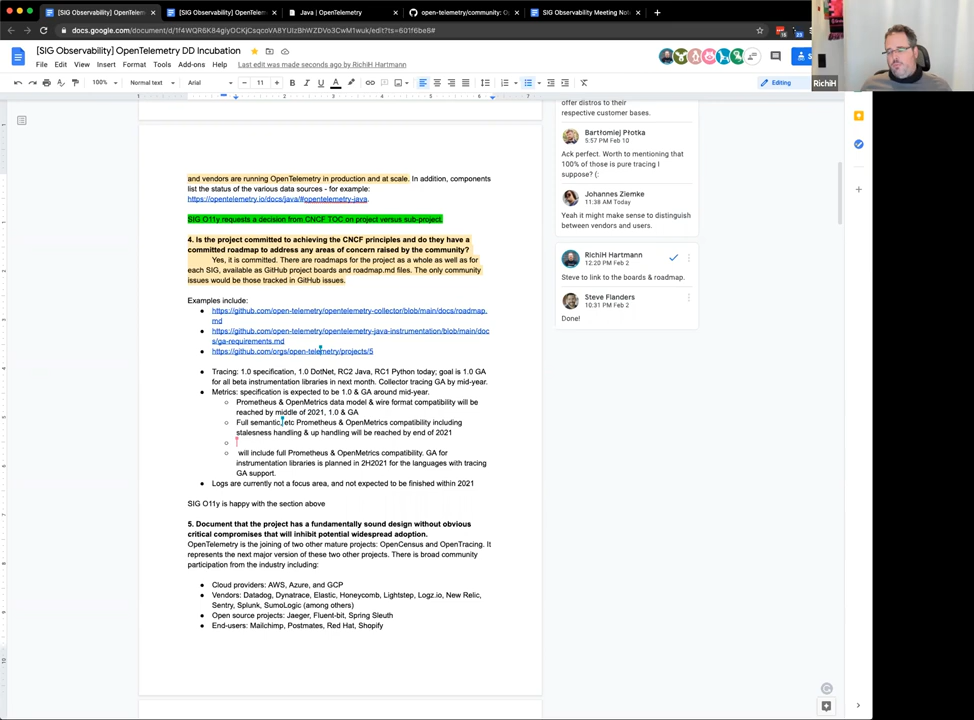 [SIG Observability] OpenTelemetry DD Incubation
[SIG Observability] OpenTelem
Java | OpenTelemetry
open-telemetry/community: Op
SIG Observability Meeting Not
docs.google.com/document/d/1f4WQR6K84giyOCKjCsqcoV6VAUYUIzBhWZDVo3CwM1wuk/edit?ts=601f6be8#
[SIG Observability] OpenTelemetry DD Incubation
File Edit View Insert Format Tools Add-ons Help Last edit was made seconds ago by RichiH Hartmann
100% Normal text Arial 11 Editing
RichiH
and vendors are running OpenTelemetry in production and at scale. In addition, components
list the status of the various data sources - for example:
https://opentelemetry.io/docs/java/#opentelemetry-java.
SIG O11y requests a decision from CNCF TOC on project versus sub-project.
4. Is the project committed to achieving the CNCF principles and do they have a
committed roadmap to address any areas of concern raised by the community?
Yes, it is committed. There are roadmaps for the project as a whole as well as for
each SIG, available as GitHub project boards and roadmap.md files. The only community
issues would be those tracked in GitHub issues.
Examples include:
https://github.com/open-telemetry/opentelemetry-collector/blob/main/docs/roadmap.
md
https://github.com/open-telemetry/opentelemetry-java-instrumentation/blob/main/doc
s/ga-requirements.md
https://github.com/orgs/open-telemetry/projects/5
Tracing: 1.0 specification, 1.0 DotNet, RC2 Java, RC1 Python today; goal is 1.0 GA
for all beta instrumentation libraries in next month. Collector tracing GA by mid-year.
Metrics: specification is expected to be 1.0 & GA around mid-year.
Prometheus & OpenMetrics data model & wire format compatibility will be
reached by middle of 2021, 1.0 & GA
Full semantic, etc Prometheus & OpenMetrics compatibility including
stalesness handling & up handling will be reached by end of 2021
will include full Prometheus & OpenMetrics compatibility. GA for
instrumentation libraries is planned in 2H2021 for the languages with tracing
GA support.
Logs are currently not a focus area, and not expected to be finished within 2021
SIG O11y is happy with the section above
5. Document that the project has a fundamentally sound design without obvious
critical compromises that will inhibit potential widespread adoption.
OpenTelemetry is the joining of two other mature projects: OpenCensus and OpenTracing. It
represents the next major version of these two other projects. There is broad community
participation from the industry including:
Cloud providers: AWS, Azure, and GCP
Vendors: Datadog, Dynatrace, Elastic, Honeycomb, Lightstep, Logz.io, New Relic,
Sentry, Splunk, SumoLogic (among others)
Open source projects: Jaeger, Fluent-bit, Spring Sleuth
End-users: Mailchimp, Postmates, Red Hat, Shopify
offer distros to their
respective customer bases.
Bartłomiej Płotka
5:57 PM Feb 10
Ack perfect. Worth to mentioning that
100% of those is pure tracing I
suppose? (:
Johannes Ziemke
11:38 AM Today
Yeah it might make sense to distinguish
between vendors and users.
RichiH Hartmann
12:20 PM Feb 2
Steve to link to the boards & roadmap.
Steve Flanders
10:31 PM Feb 2
Done!